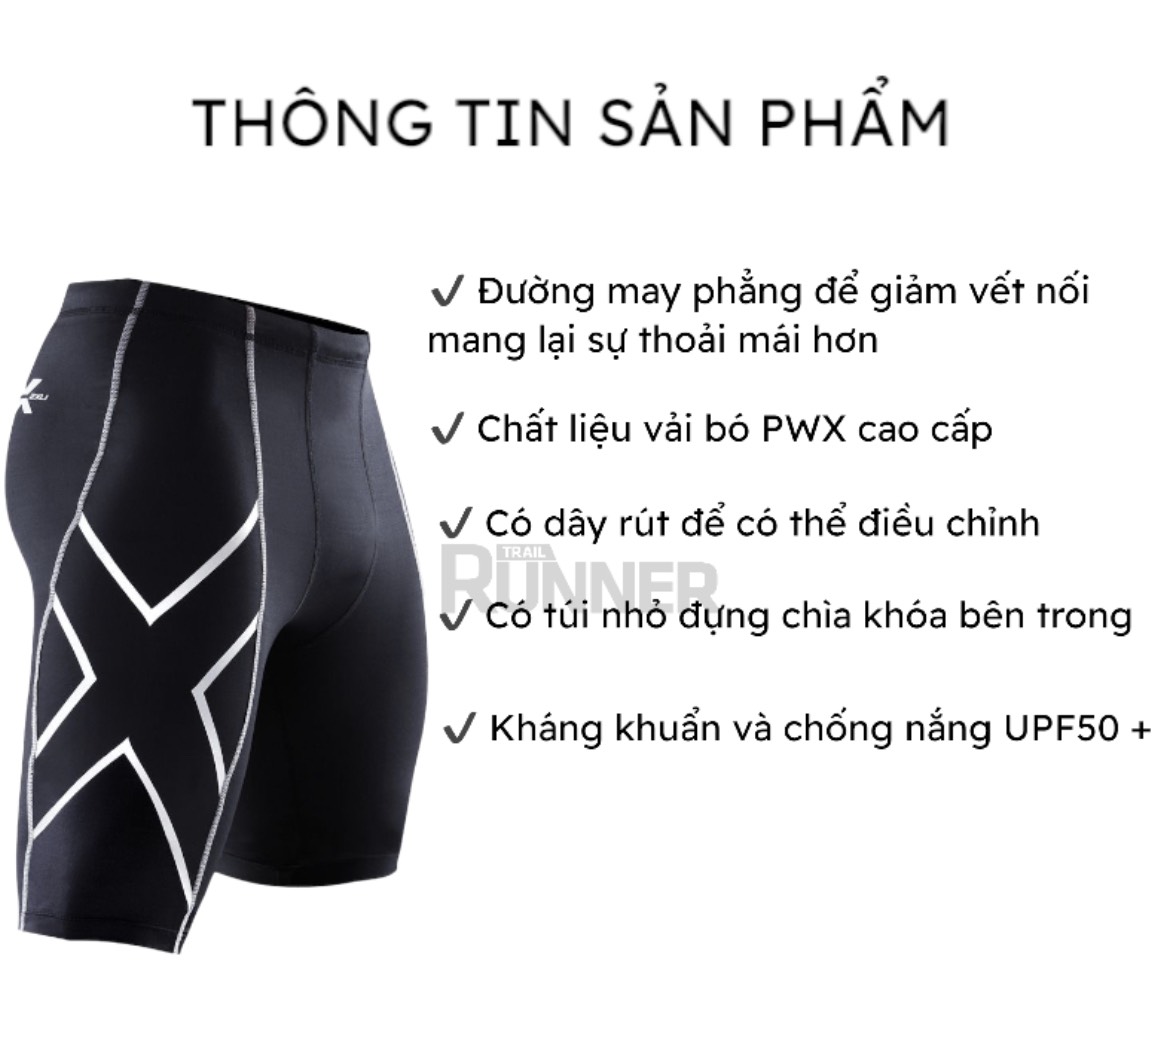 THÔNG TIN SẢN PHẨM
✓ Đường may phẳng để giảm vết nối
mang lại sự thoải mái hơn
✓ Chất liệu vải bó PWX cao cấp
✓ Có dây rút để có thể điều chỉnh
TRAIL
RUNNER
✓ Có túi nhỏ đựng chìa khóa bên trong
✓ Kháng khuẩn và chống nắng UPF50 +